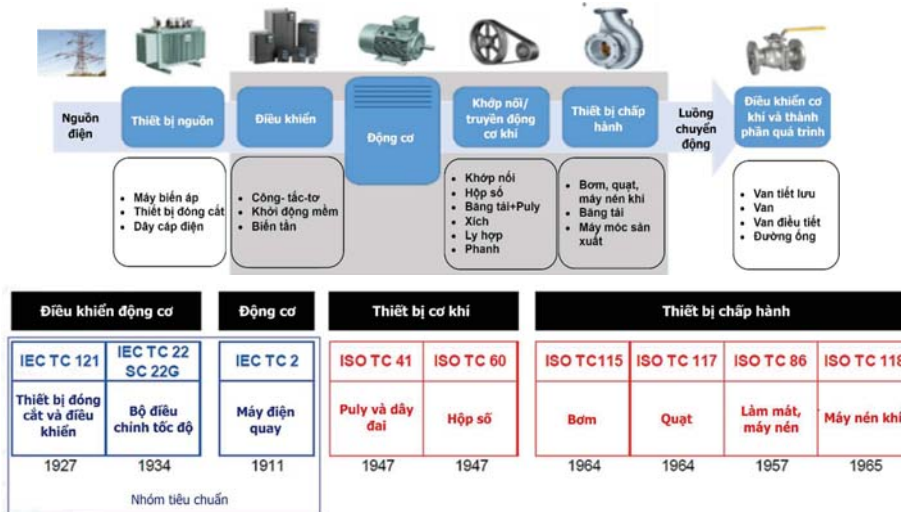 Nguồn
điện
Thiết bị nguồn
Điều khiển
Động cơ
Khớp nối/
truyền động
cơ khí
Thiết bị chấp
hành
Luồng
chuyển
động
Điều khiển cơ
khí và thành
phần quá trình
• Máy biến áp
• Thiết bị đóng cắt
• Dây cáp điện
• Công- tắc-tơ
• Khởi động mềm
• Biến tần
• Khớp nối
• Hộp số
• Băng tải+Puly
• Xích
• Ly hợp
• Phanh
• Bơm, quạt,
máy nén khí
• Băng tải
• Máy móc sản
xuất
• Van tiết lưu
• Van
• Van điều tiết
• Đường ống
Điều khiển động cơ
Động cơ
Thiết bị cơ khí
Thiết bị chấp hành
IEC TC 121
IEC TC 22
SC 22G
IEC TC 2
ISO TC 41
ISO TC 60
ISO TC115
ISO TC 117
ISO TC 86
ISO TC 118
Thiết bị đóng
cắt và điều
khiển
Bộ điều
chỉnh tốc độ
Máy điện
quay
Puly và dây
đai
Hộp số
Bơm
Quạt
Làm mát,
máy nén
Máy nén khí
1927
1934
1911
1947
1947
1964
1964
1957
1965
Nhóm tiêu chuẩn